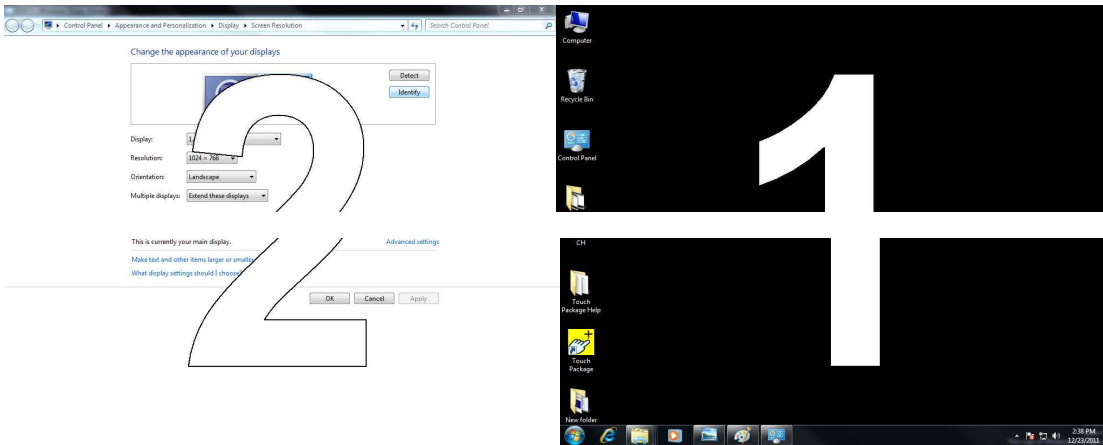 Control Panel ▸ Appearance and Personalization ▸ Display ▸ Screen Resolution
Search Control Panel
Change the appearance of your displays
Detect
Identify
Display:
1.
Resolution:
1024 × 768
Orientation:
Landscape
Multiple displays:
Extend these displays
2
This is currently your main display.
Advanced settings
Make text and other items larger or smaller
What display settings should I choose?
OK
Cancel
Apply
Computer
Recycle Bin
Control Panel
1
CH
Touch
Package Help
Touch
Package
New folder
2:38 PM
12/23/2011